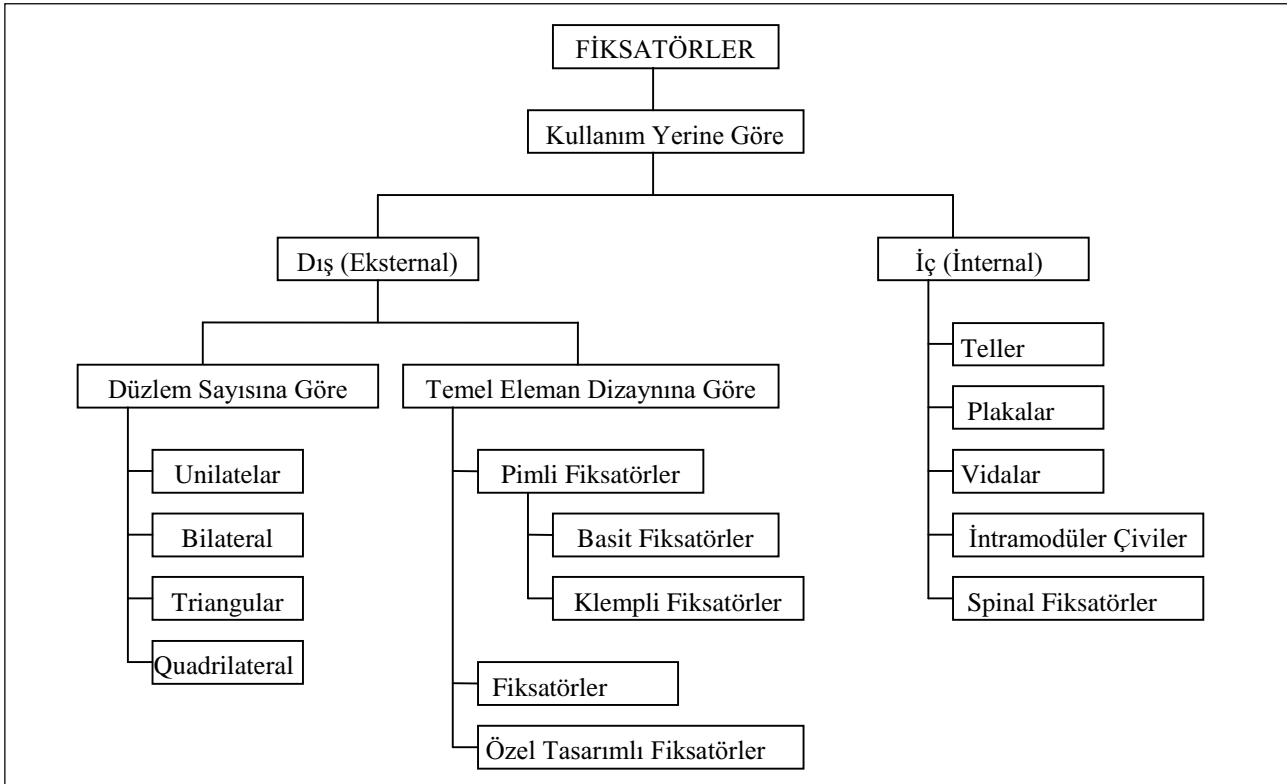 FİKSATÖRLER
Kullanım Yerine Göre
Dış (Eksternal)
İç (İnternal)
Düzlem Sayısına Göre
Temel Eleman Dizaynına Göre
Unilatelar
Bilateral
Triangular
Quadrilateral
Pimli Fiksatörler
Basit Fiksatörler
Klempli Fiksatörler
Fiksatörler
Özel Tasarımlı Fiksatörler
Teller
Plakalar
Vidalar
İntramodüler Çiviler
Spinal Fiksatörler